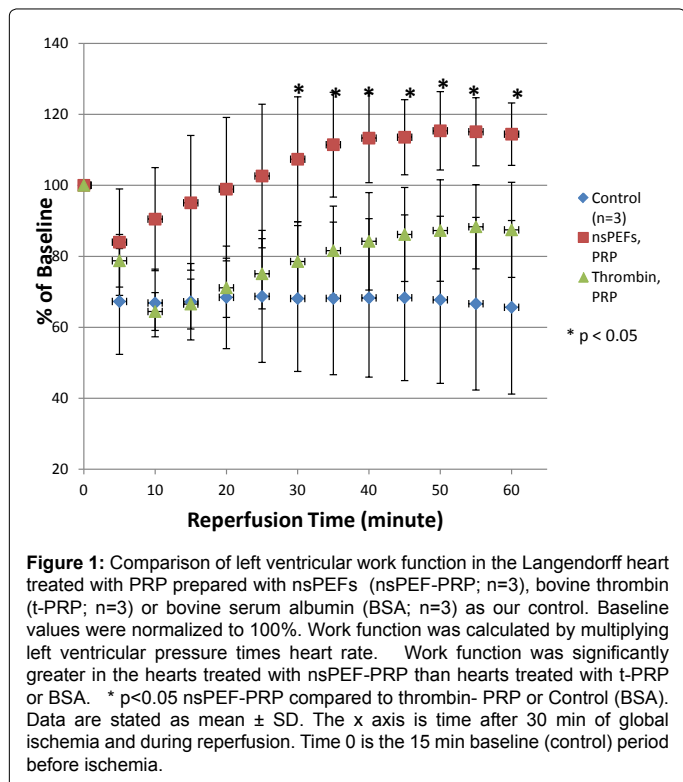 140
120
100
80
60
40
20
% of Baseline
* * * * * * *
0 10 20 30 40 50 60
Reperfusion Time (minute)
Control
(n=3)
nsPEFs,
PRP
Thrombin,
PRP
* p < 0.05
Figure 1: Comparison of left ventricular work function in the Langendorff heart
treated with PRP prepared with nsPEFs (nsPEF-PRP; n=3), bovine thrombin
(t-PRP; n=3) or bovine serum albumin (BSA; n=3) as our control. Baseline
values were normalized to 100%. Work function was calculated by multiplying
left ventricular pressure times heart rate. Work function was significantly
greater in the hearts treated with nsPEF-PRP than hearts treated with t-PRP
or BSA. * p<0.05 nsPEF-PRP compared to thrombin- PRP or Control (BSA).
Data are stated as mean ± SD. The x axis is time after 30 min of global
ischemia and during reperfusion. Time 0 is the 15 min baseline (control) period
before ischemia.